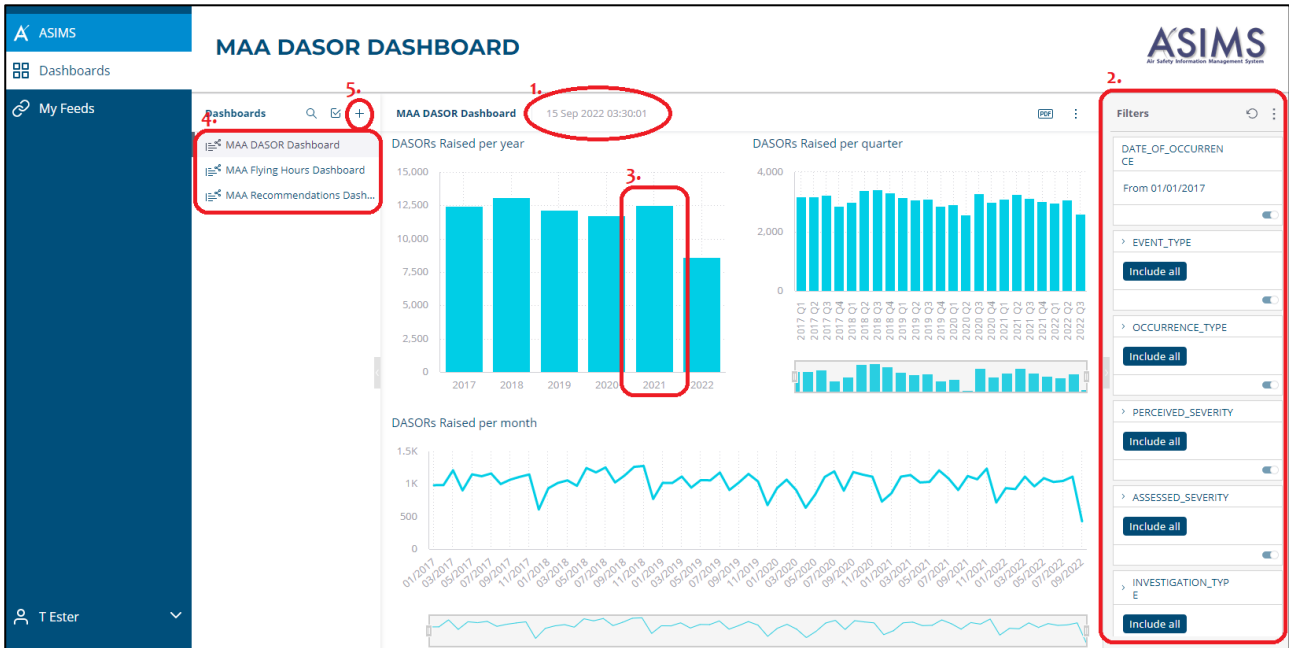 ASIMS
Dashboards
My Feeds
T Ester
MAA DASOR DASHBOARD
ASIMS
Air Safety Information Management System
5.
1.
2.
4.
3.
Dashboards
MAA DASOR Dashboard
MAA Flying Hours Dashboard
MAA Recommendations Dash...
MAA DASOR Dashboard
15 Sep 2022 03:30:01
PDF
DASORs Raised per year
15,000
12,500
10,000
7,500
5,000
2,500
0
2017 2018 2019 2020 2021 2022
DASORs Raised per quarter
4,000
2,000
0
2017 Q1
2017 Q2
2017 Q3
2017 Q4
2018 Q1
2018 Q2
2018 Q3
2018 Q4
2019 Q1
2019 Q2
2019 Q3
2019 Q4
2020 Q1
2020 Q2
2020 Q3
2020 Q4
2021 Q1
2021 Q2
2021 Q3
2021 Q4
2022 Q1
2022 Q2
2022 Q3
DASORs Raised per month
1.5K
1K
500
0
01/2017
03/2017
05/2017
07/2017
09/2017
11/2017
01/2018
03/2018
05/2018
07/2018
09/2018
11/2018
01/2019
03/2019
05/2019
07/2019
09/2019
11/2019
01/2020
03/2020
05/2020
07/2020
09/2020
11/2020
01/2021
03/2021
05/2021
07/2021
09/2021
11/2021
01/2022
03/2022
05/2022
07/2022
09/2022
Filters
DATE_OF_OCCURREN
CE
From 01/01/2017
EVENT_TYPE
Include all
OCCURRENCE_TYPE
Include all
PERCEIVED_SEVERITY
Include all
ASSESSED_SEVERITY
Include all
INVESTIGATION_TYP
E
Include all